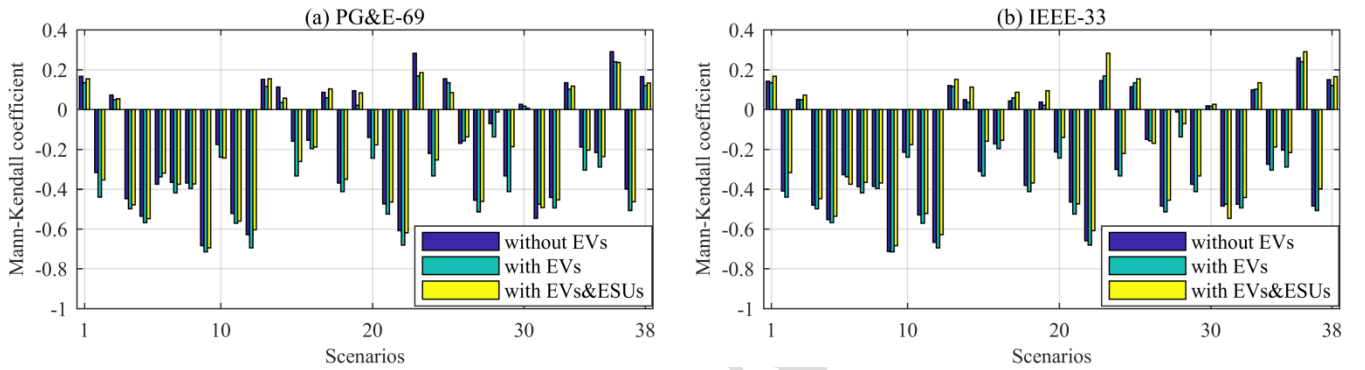 (a) PG&E-69
Mann-Kendall coefficient
0.4
0.2
0
-0.2
-0.4
-0.6
-0.8
-1
without EVs
with EVs
with EVs&ESUs
1 10 20 30 38
Scenarios
(b) IEEE-33
Mann-Kendall coefficient
0.4
0.2
0
-0.2
-0.4
-0.6
-0.8
-1
without EVs
with EVs
with EVs&ESUs
1 10 20 30 38
Scenarios